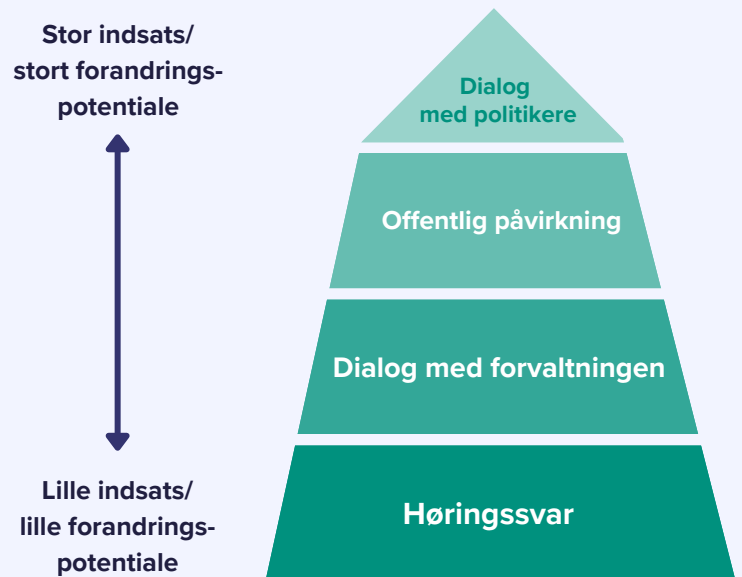 Stor indsats/
stort forandrings-
potentiale
Dialog
med politikere
Offentlig påvirkning
Dialog med forvaltningen
Lille indsats/
lille forandrings-
potentiale
Høringssvar